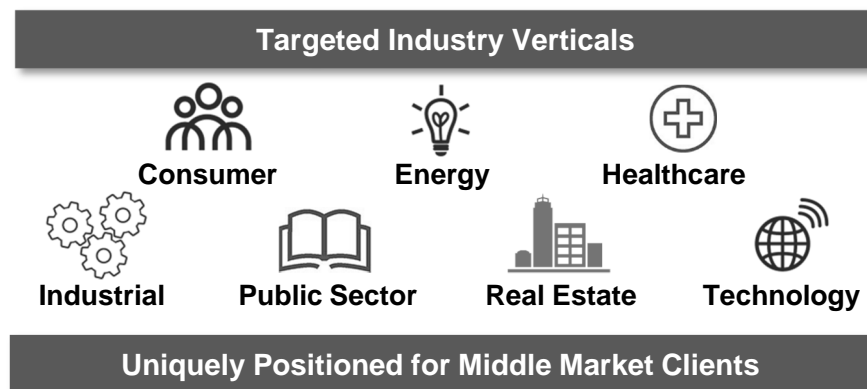 Targeted Industry Verticals
Consumer Energy Healthcare
Industrial Public Sector Real Estate Technology
Uniquely Positioned for Middle Market Clients